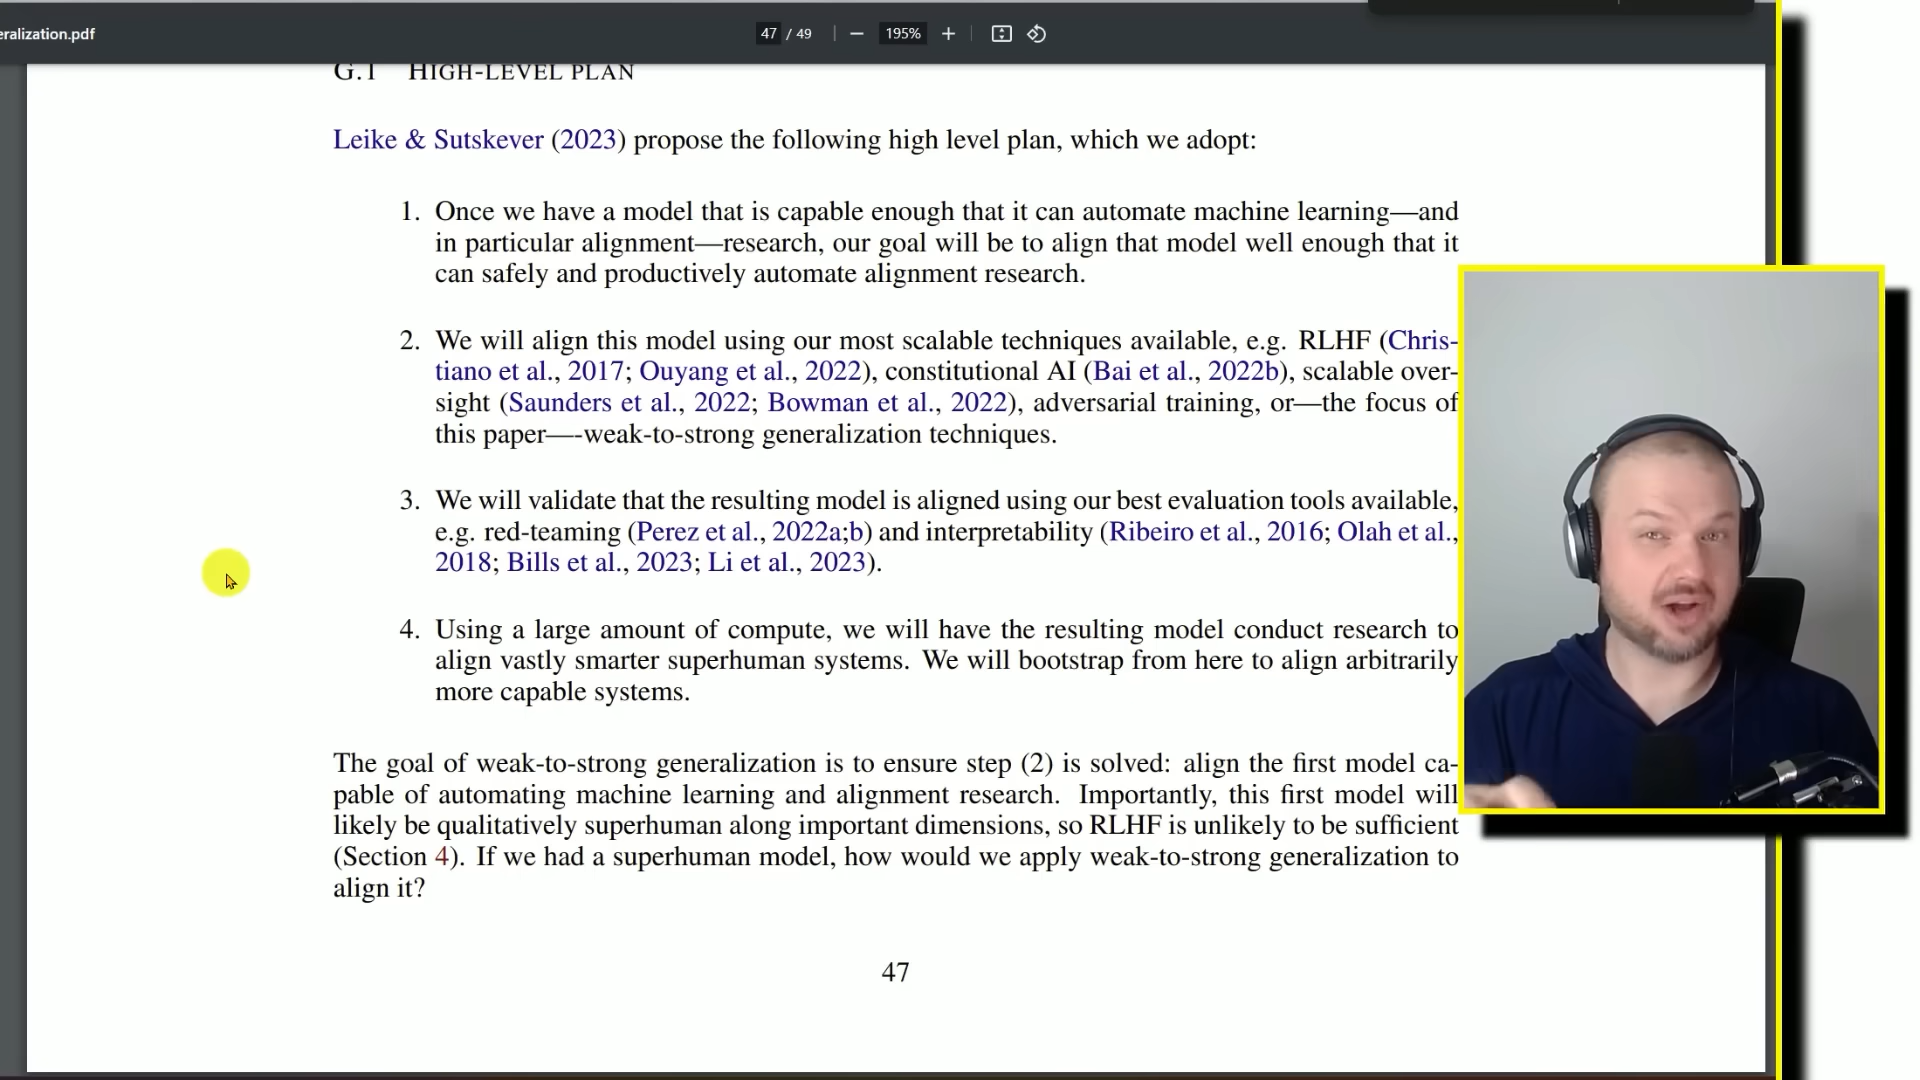 eralization.pdf
47 / 49
195%
G.1 HIGH-LEVEL PLAN
Leike & Sutskever (2023) propose the following high level plan, which we adopt:
1. Once we have a model that is capable enough that it can automate machine learning—and
in particular alignment—research, our goal will be to align that model well enough that it
can safely and productively automate alignment research.
2. We will align this model using our most scalable techniques available, e.g. RLHF (Chris-
tiano et al., 2017; Ouyang et al., 2022), constitutional AI (Bai et al., 2022b), scalable over-
sight (Saunders et al., 2022; Bowman et al., 2022), adversarial training, or—the focus of
this paper—-weak-to-strong generalization techniques.
3. We will validate that the resulting model is aligned using our best evaluation tools available,
e.g. red-teaming (Perez et al., 2022a;b) and interpretability (Ribeiro et al., 2016; Olah et al.,
2018; Bills et al., 2023; Li et al., 2023).
4. Using a large amount of compute, we will have the resulting model conduct research to
align vastly smarter superhuman systems. We will bootstrap from here to align arbitrarily
more capable systems.
The goal of weak-to-strong generalization is to ensure step (2) is solved: align the first model ca-
pable of automating machine learning and alignment research. Importantly, this first model will
likely be qualitatively superhuman along important dimensions, so RLHF is unlikely to be sufficient
(Section 4). If we had a superhuman model, how would we apply weak-to-strong generalization to
align it?
47